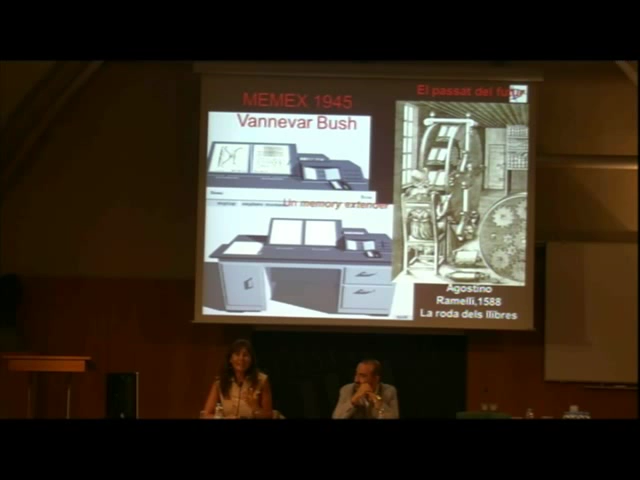 MEMEX 1945
Vannevar Bush
Un memory extender
El passat del futur
Agostino
Ramelli,1588
La roda dels llibres